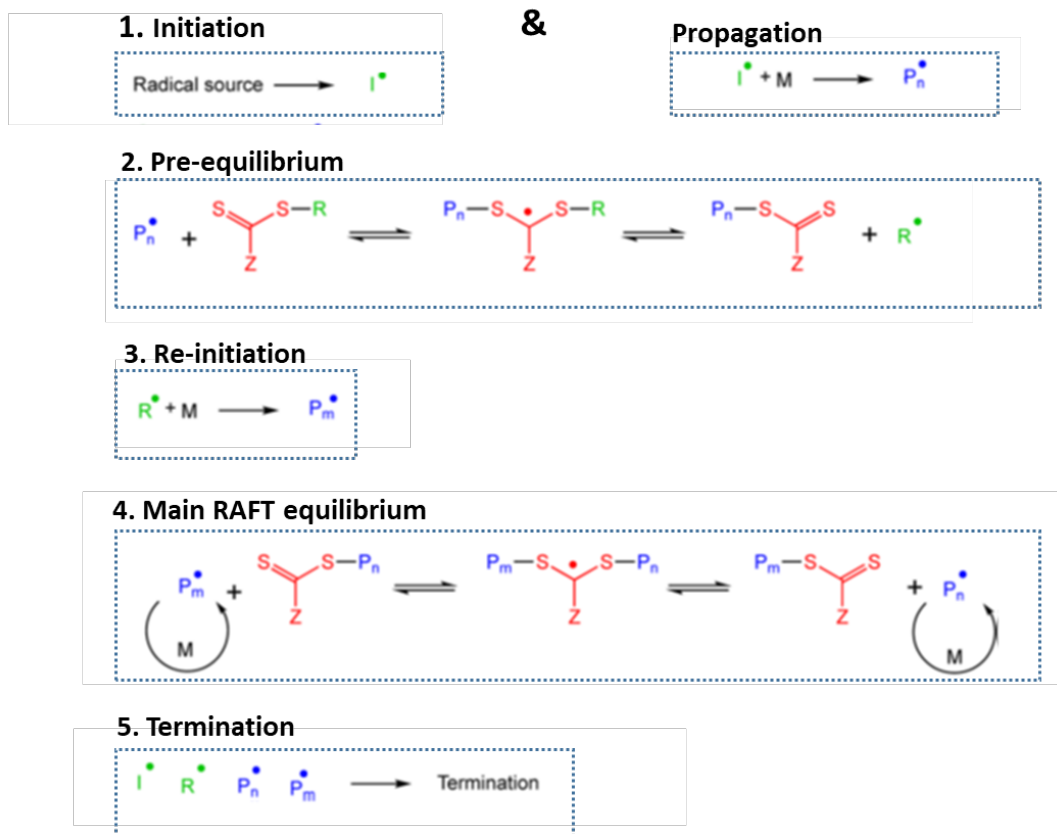 1. Initiation & Propagation
Radical source ⟶ I• I• + M ⟶ Pn•
2. Pre-equilibrium
Pn• + S S—R ⇌ Pn—S • S—R ⇌ Pn—S S + R•
Z Z Z
3. Re-initiation
R• + M ⟶ Pm•
4. Main RAFT equilibrium
Pm• + S S—Pn ⇌ Pm—S • S—Pn ⇌ Pm—S S + Pn•
Z Z Z
M M
5. Termination
I• R• Pn• Pm• ⟶ Termination